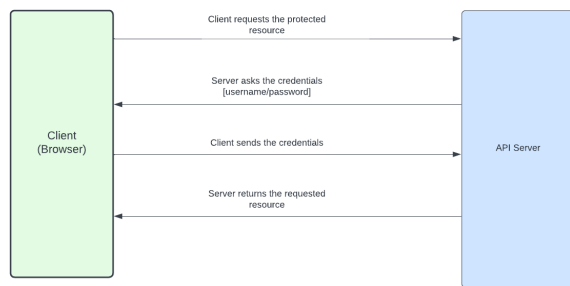 Client requests the protected
resource
Server asks the credentials
[username/password]
Client
(Browser)
Client sends the credentials
API Server
Server returns the requested
resource